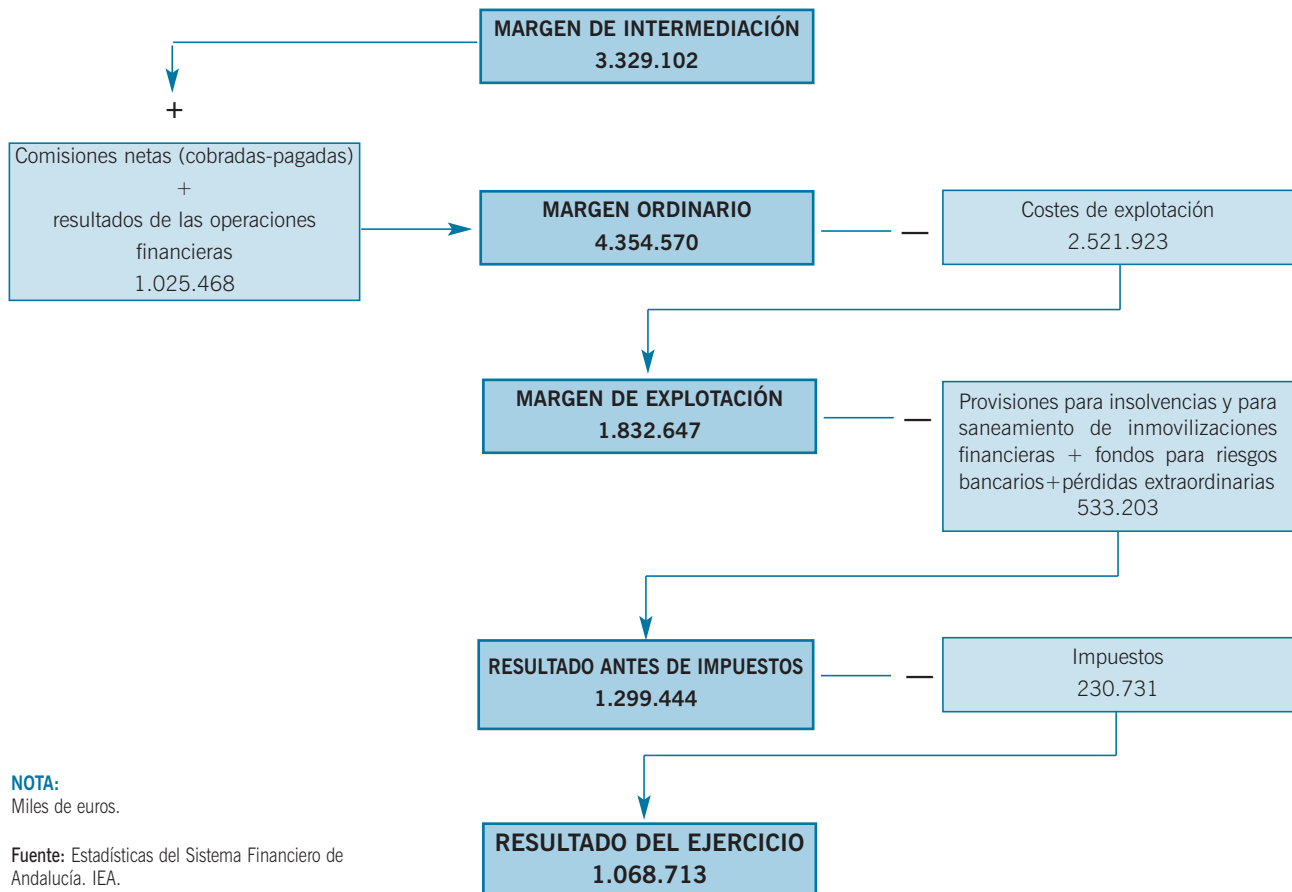 MARGEN DE INTERMEDIACIÓN
3.329.102
+
Comisiones netas (cobradas-pagadas)
+
resultados de las operaciones
financieras
1.025.468
MARGEN ORDINARIO
4.354.570
—
Costes de explotación
2.521.923
MARGEN DE EXPLOTACIÓN
1.832.647
—
Provisiones para insolvencias y para
saneamiento de inmovilizaciones
financieras + fondos para riesgos
bancarios+pérdidas extraordinarias
533.203
RESULTADO ANTES DE IMPUESTOS
1.299.444
—
Impuestos
230.731
RESULTADO DEL EJERCICIO
1.068.713
NOTA:
Miles de euros.
Fuente: Estadísticas del Sistema Financiero de
Andalucía. IEA.